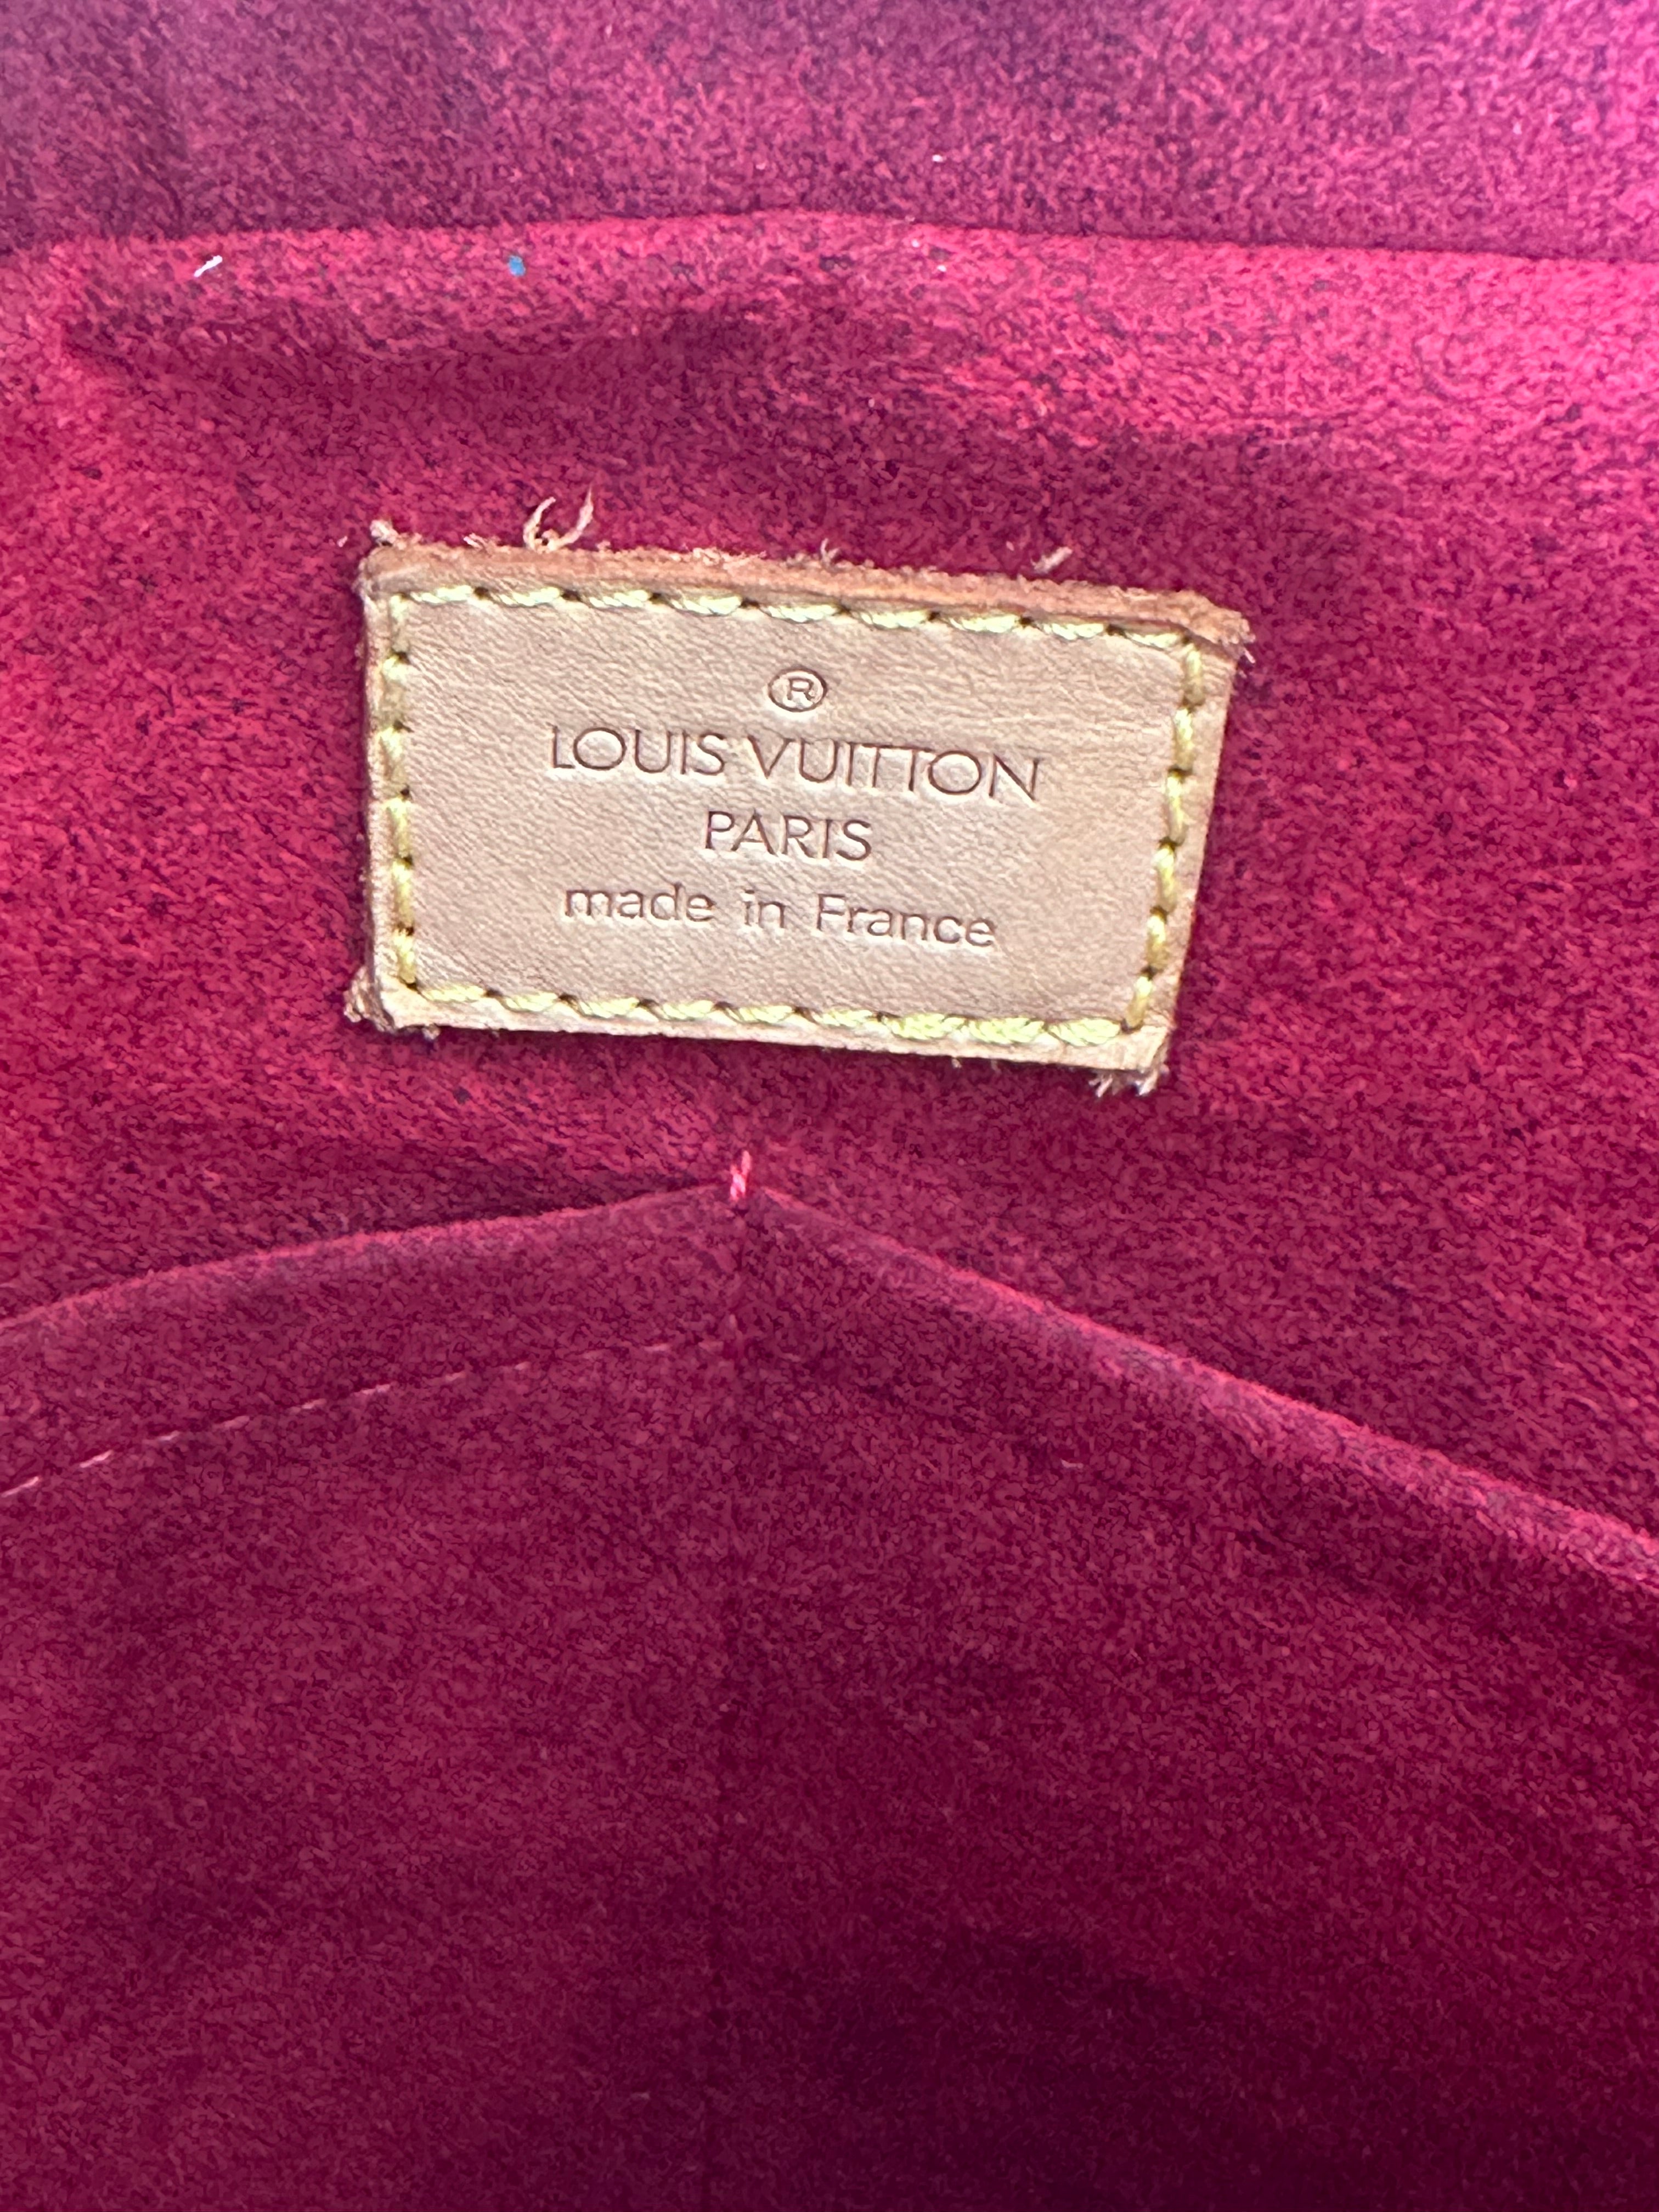 ®
LOUIS VUITTON
PARIS
made in France